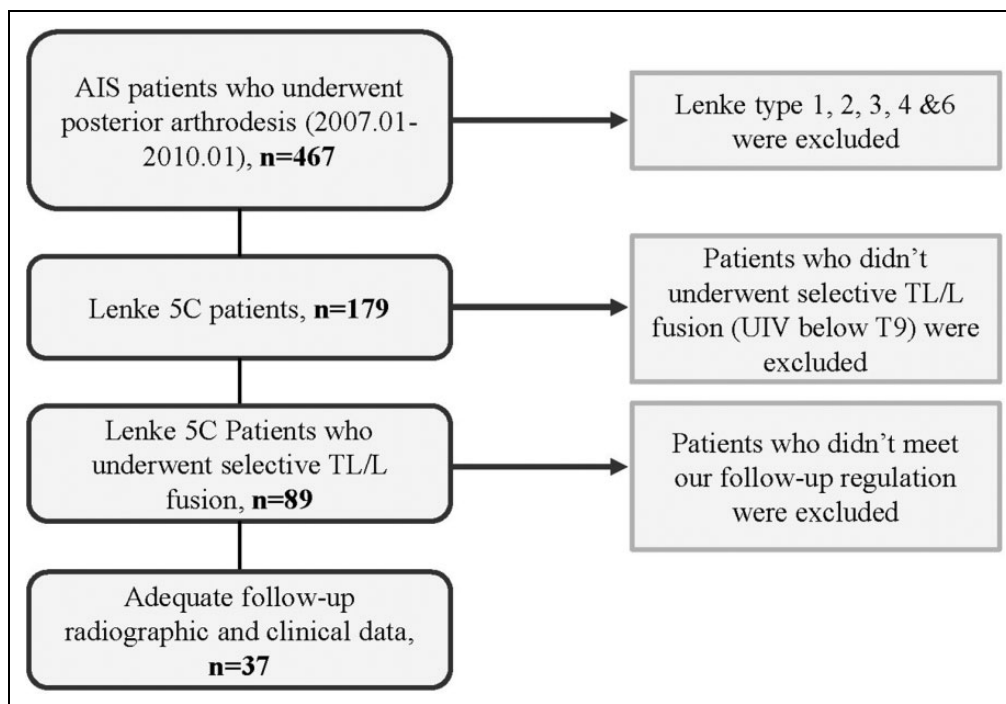 AIS patients who underwent
posterior arthrodesis (2007.01-
2010.01), n=467
Lenke type 1, 2, 3, 4 &6
were excluded
Lenke 5C patients, n=179
Patients who didn’t
underwent selective TL/L
fusion (UIV below T9) were
excluded
Lenke 5C Patients who
underwent selective TL/L
fusion, n=89
Patients who didn’t meet
our follow-up regulation
were excluded
Adequate follow-up
radiographic and clinical data,
n=37